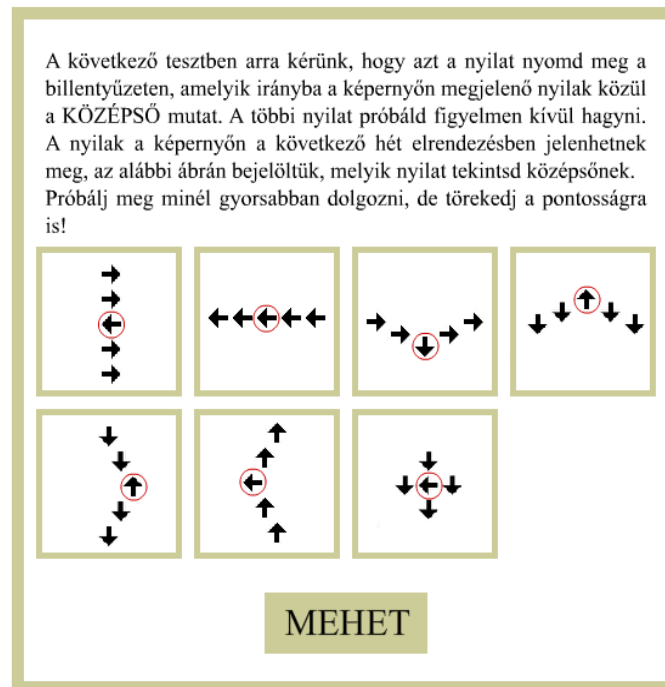 A következő tesztben arra kérünk, hogy azt a nyilat nyomd meg a
billentyűzeten, amelyik irányba a képernyőn megjelenő nyilak közül
a KÖZÉPSŐ mutat. A többi nyilat próbáld figyelmen kívül hagyni.
A nyilak a képernyőn a következő hét elrendezésben jelenhetnek
meg, az alábbi ábrán bejelöltük, melyik nyilat tekintsd középsőnek.
Próbálj meg minél gyorsabban dolgozni, de törekedj a pontosságra
is!
MEHET